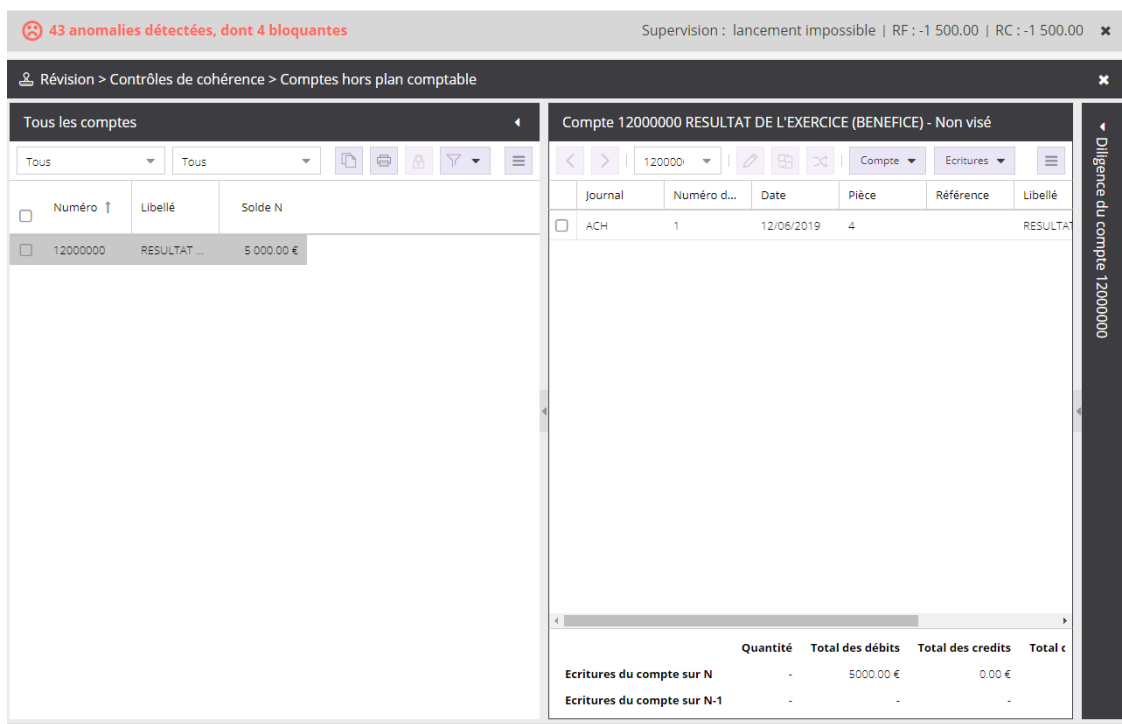 43 anomalies détectées, dont 4 bloquantes
Supervision : lancement impossible | RF : -1 500.00 | RC : -1 500.00
Révision > Contrôles de cohérence > Comptes hors plan comptable
Tous les comptes
Tous
Tous
Numéro ↑ Libellé Solde N
12000000 RESULTAT ... 5 000.00 €
Compte 12000000 RESULTAT DE L'EXERCICE (BENEFICE) - Non visé
Compte Ecritures
Journal Numéro d... Date Pièce Référence Libellé
ACH 1 12/06/2019 4
Quantité Total des débits Total des credits Total
Ecritures du compte sur N - 5000.00 € 0.00 €
Ecritures du compte sur N-1 - - -
Diligence du compte 12000000